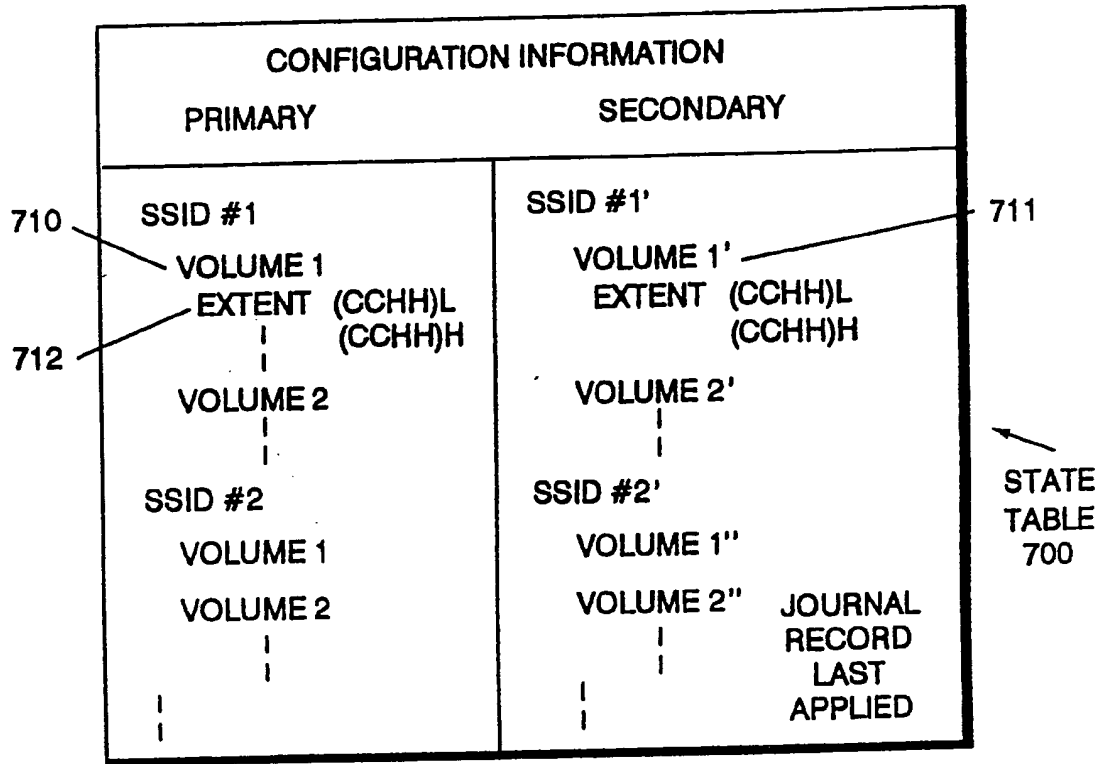 CONFIGURATION INFORMATION
PRIMARY
SECONDARY
710
SSID #1
VOLUME 1
EXTENT (CCHH)L
(CCHH)H
712
VOLUME 2
SSID #2
VOLUME 1
VOLUME 2
SSID #1'
711
VOLUME 1'
EXTENT (CCHH)L
(CCHH)H
VOLUME 2'
SSID #2'
VOLUME 1''
VOLUME 2''
JOURNAL
RECORD
LAST
APPLIED
STATE
TABLE
700